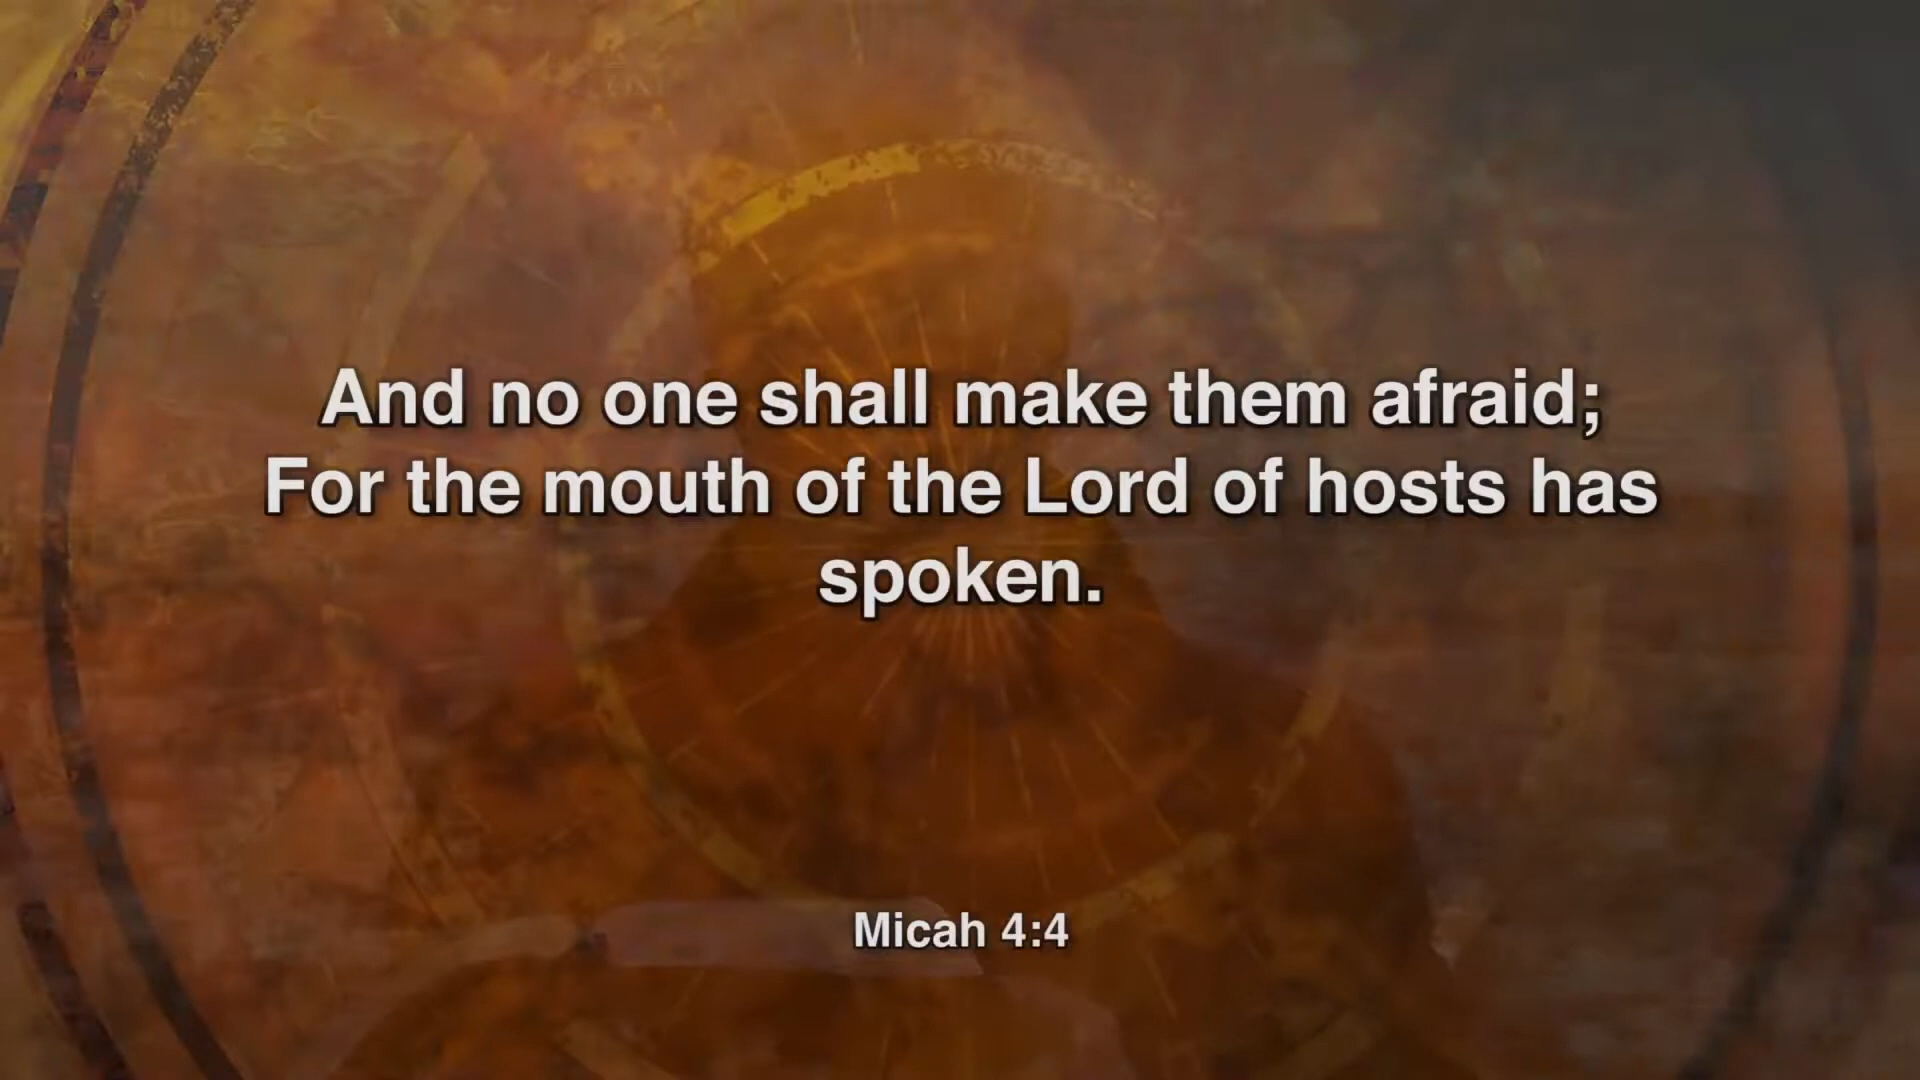 And no one shall make them afraid;
For the mouth of the Lord of hosts has
spoken.
Micah 4:4